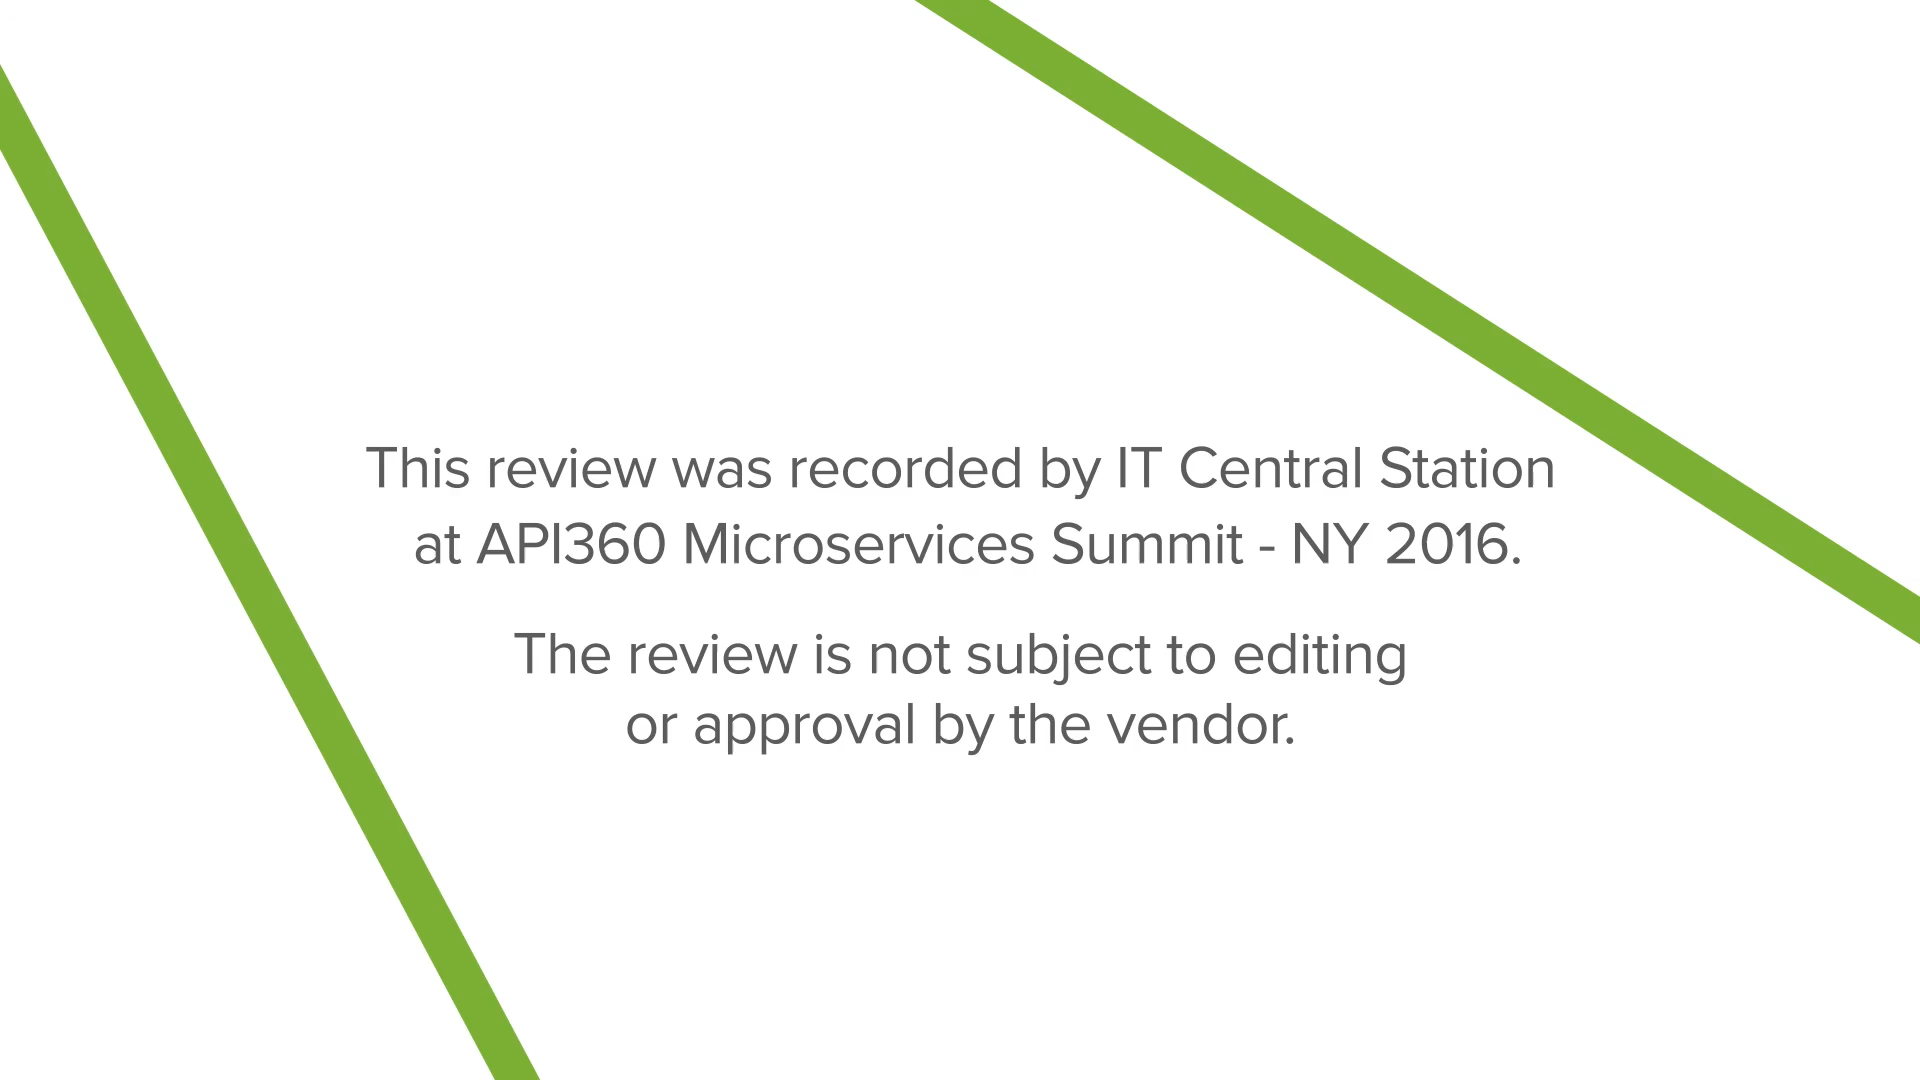 This review was recorded by IT Central Station
at API360 Microservices Summit - NY 2016.
The review is not subject to editing
or approval by the vendor.